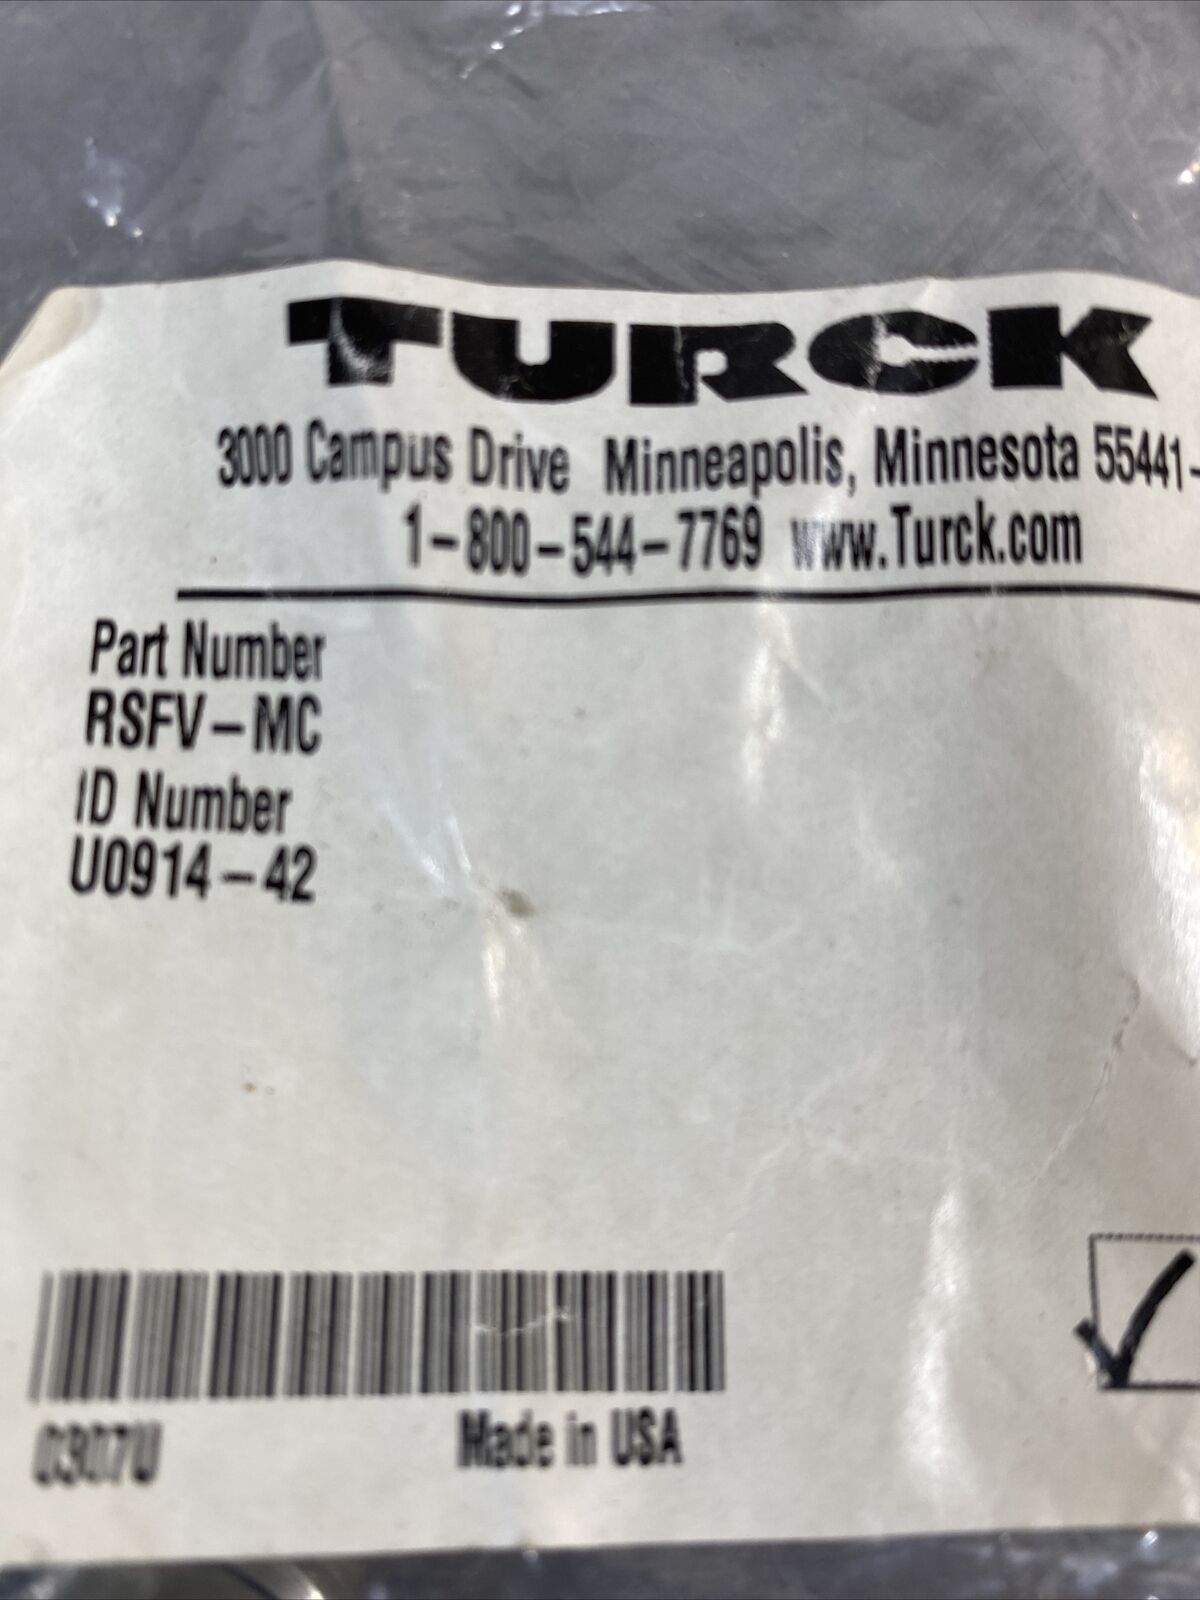 TURCK
3000 Campus Drive Minneapolis, Minnesota 55441-
1-800-544-7769 www.Turck.com
Part Number
RSFV-MC
ID Number
U0914-42
0307U Made in USA